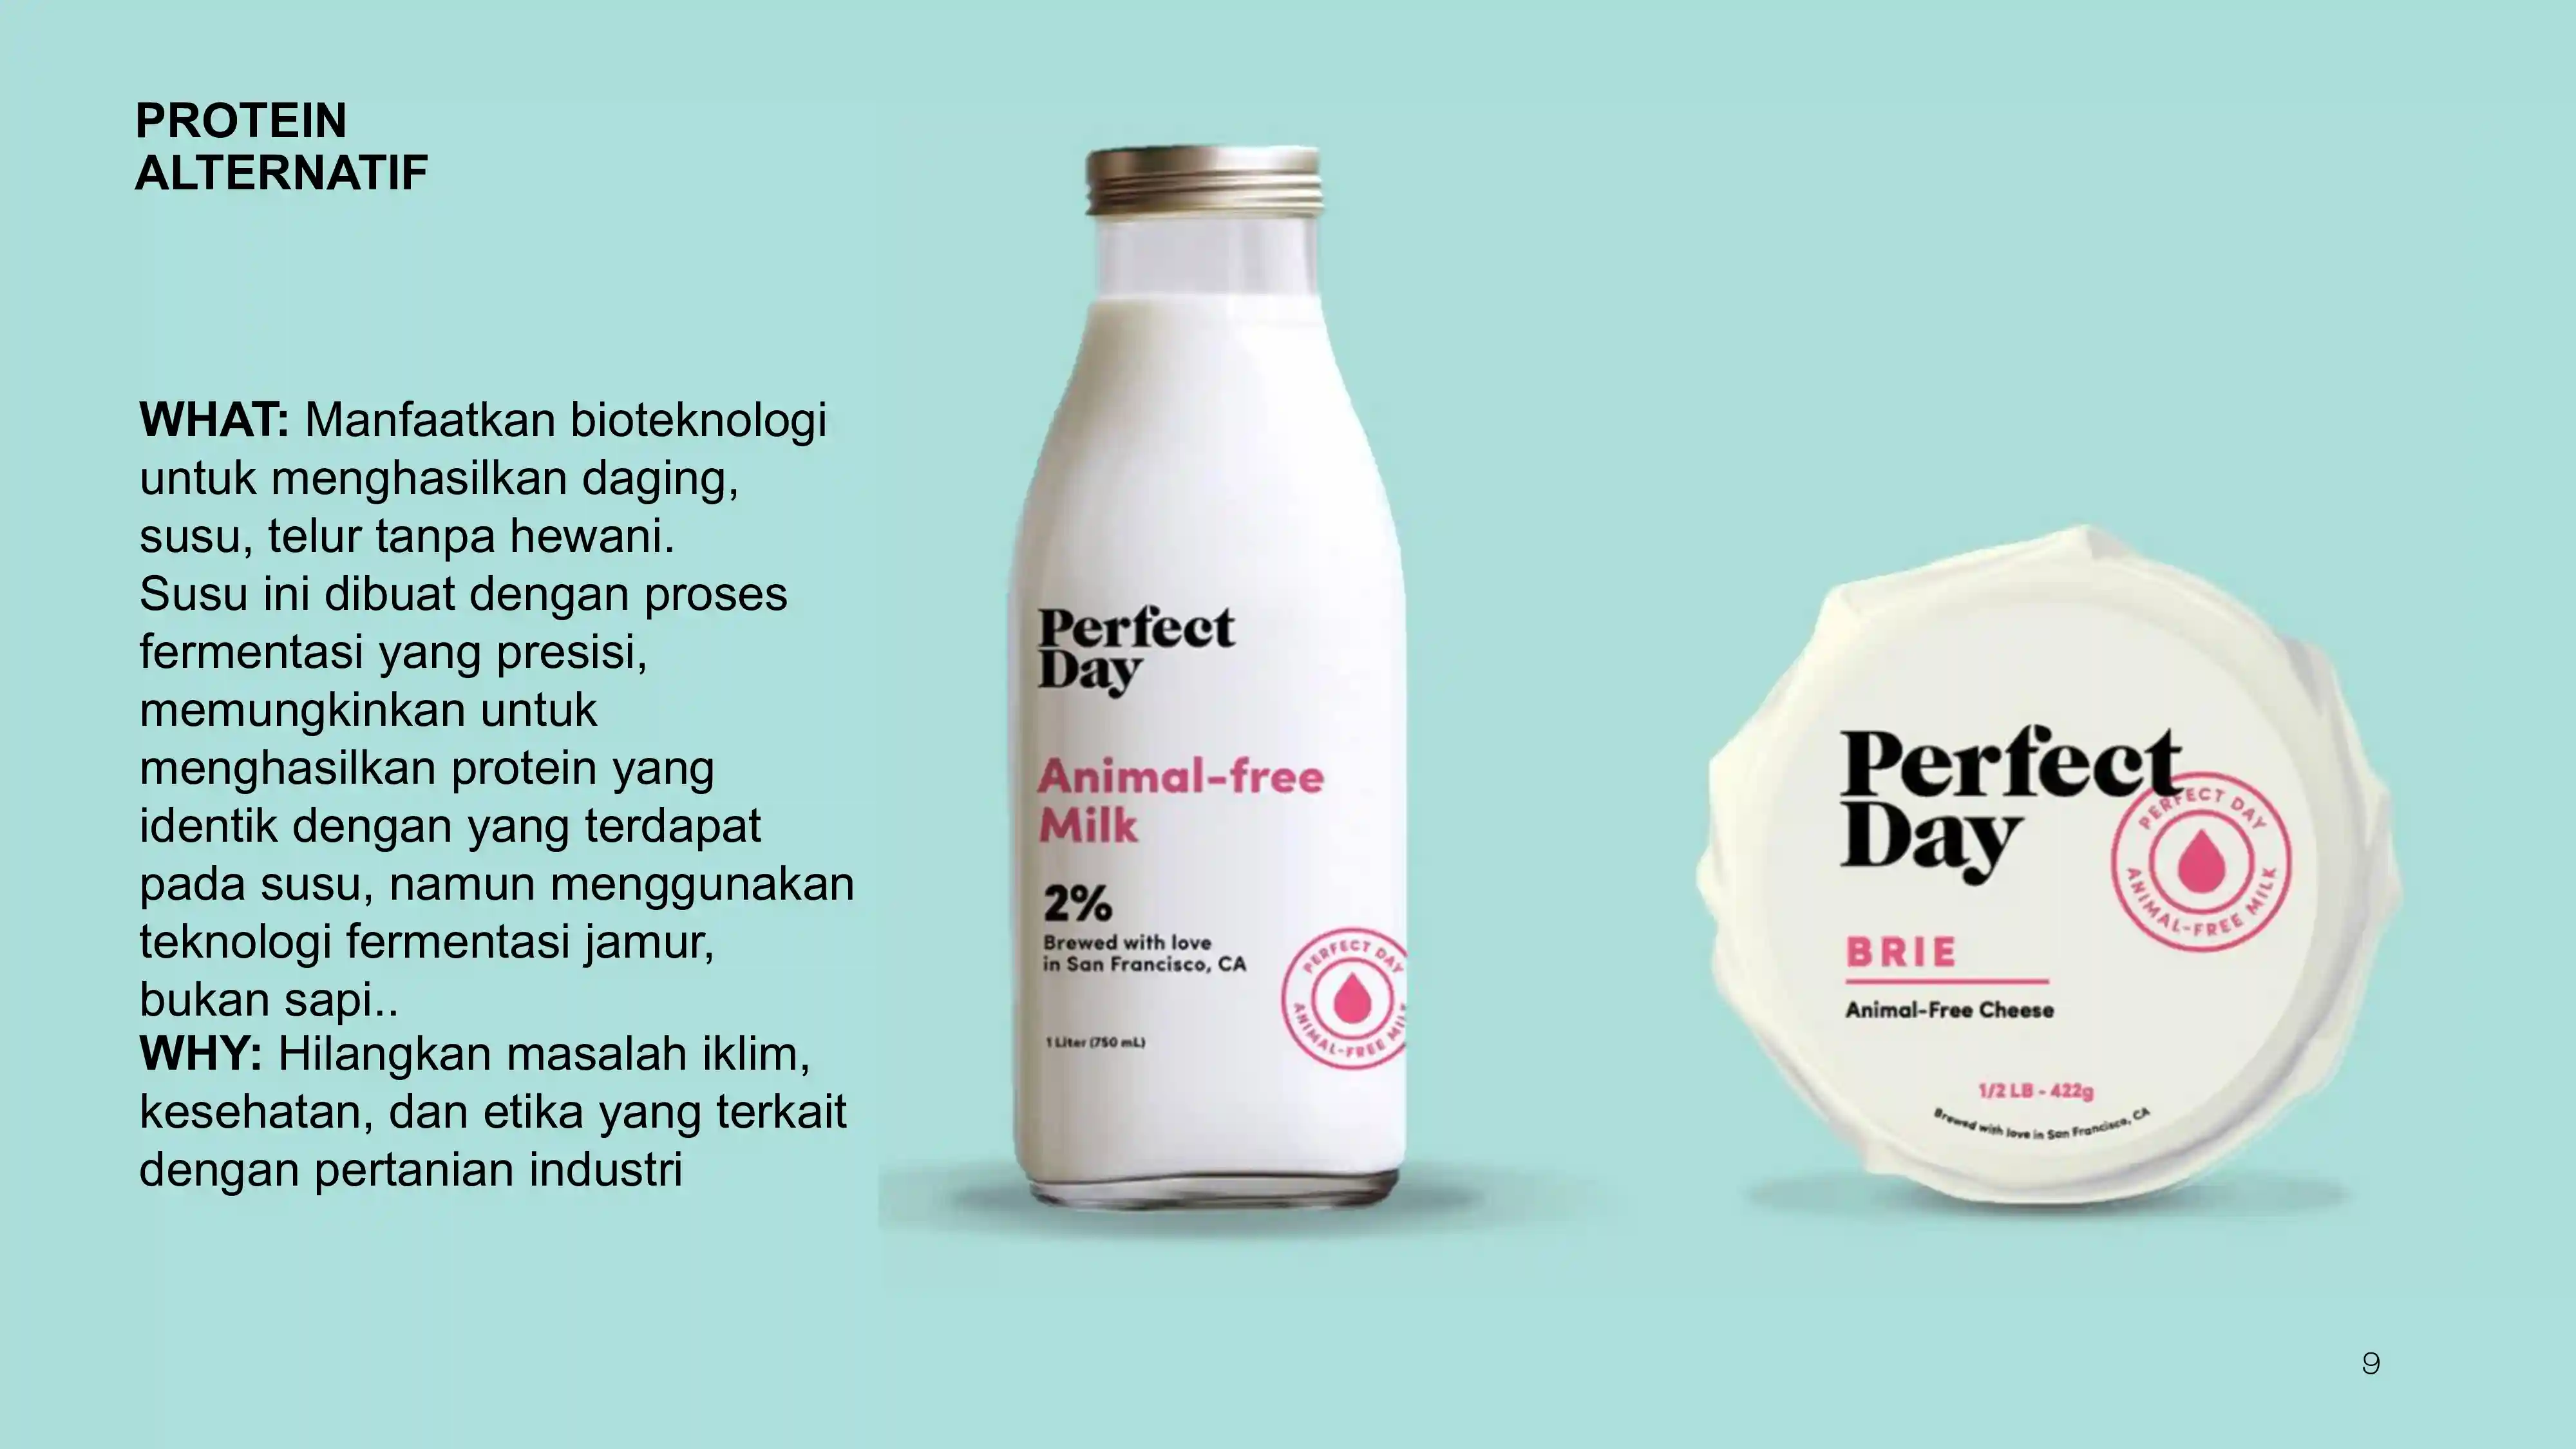 PROTEIN
ALTERNATIF
WHAT: Manfaatkan bioteknologi
untuk menghasilkan daging,
susu, telur tanpa hewani.
Susu ini dibuat dengan proses
fermentasi yang presisi,
memungkinkan untuk
menghasilkan protein yang
identik dengan yang terdapat
pada susu, namun menggunakan
teknologi fermentasi jamur,
bukan sapi..
WHY: Hilangkan masalah iklim,
kesehatan, dan etika yang terkait
dengan pertanian industri
Perfect
Day
Animal-free
Milk
2%
Brewed with love
in San Francisco, CA
1 Liter (750 mL)
PERFECT DAY
ANIMAL-FREE MILK
Perfect
Day
PERFECT DAY
ANIMAL-FREE MILK
BRIE
Animal-Free Cheese
1/2 LB - 422g
Brewed with love in San Francisco, CA
9